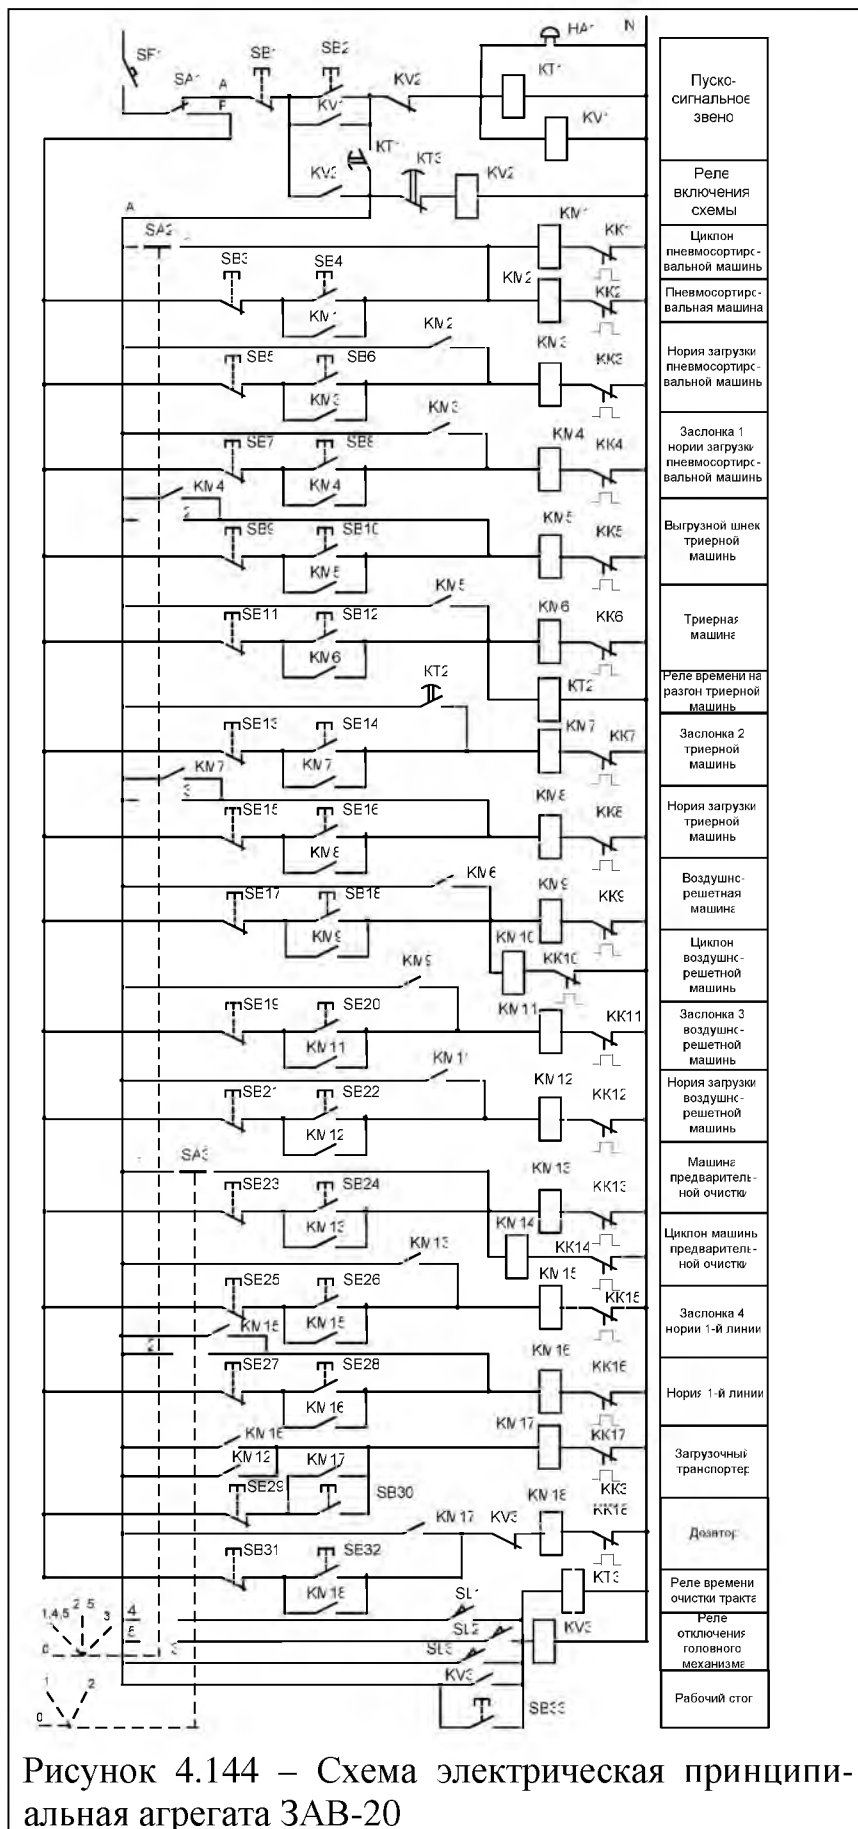 SB2
HA1
N
SF1
SB1
SA1
A
KV2
KT1
Пуско-
сигнальное
звено
KV1
KV1
KT1
KT3
KV3
KV2
Реле
включения
схемы
A
SA2
KM1
KK1
Циклон
пневмосортиро-
вальной машины
SB3
SB4
KM2
KK2
Пневмосортиро-
вальная машина
KM1
KM2
KM3
SB5
SB6
KK3
Нория загрузки
пневмосортиро-
вальной машины
KM3
KM3
KM4
SB7
SB8
KK4
Заслонка 1
нории загрузки
пневмосортиро-
вальной машины
KM4
KM4
2
KM5
SB9
SB10
KK5
Выгрузной шнек
триерной
машины
KM5
KM5
KM6
SB11
SB12
KK6
Триерная
машина
KM6
KT2
KT2
Реле времени на
разгон триерной
машины
SB13
SB14
KM7
KK7
Заслонка 2
триерной
машины
KM7
KM7
3
KM8
SB15
SB16
KK8
Нория загрузки
триерной
машины
KM8
KM6
SB17
SB18
KM9
KK9
Воздушно-
решетная
машина
KM9
KM10
KK10
Циклон
воздушно-
решетной
машины
KM9
KM11
SB19
SB20
KK11
Заслонка 3
воздушно-
решетной
машины
KM11
KM11
KM12
SB21
SB22
KK12
Нория загрузки
воздушно-
решетной
машины
KM12
SA3
KM13
SB23
SB24
KK13
Машина
предваритель-
ной очистки
KM13
KM14
KK14
Циклон машины
предваритель-
ной очистки
KM13
KM15
SB25
SB26
KK15
Заслонка 4
нории 1-й линии
KM15
KM15
2
KM16
SB27
SB28
KK16
Нория 1-й линии
KM16
KM16
KM17
KK17
Загрузочный
транспортер
KM12
KM17
SB29
SB30
KK3
KM17
KV3
KM18
KK18
Дозатор
SB31
SB32
KM18
KT3
Реле времени
очистки тракта
1,4,5
2 5
3
0
4
5
3
SL1
SL2
SL3
KV3
Реле
отключения
головного
механизма
KV3
SB33
Рабочий стоп
1
2
0
Рисунок 4.144 – Схема электрическая принципи-
альная агрегата ЗАВ-20